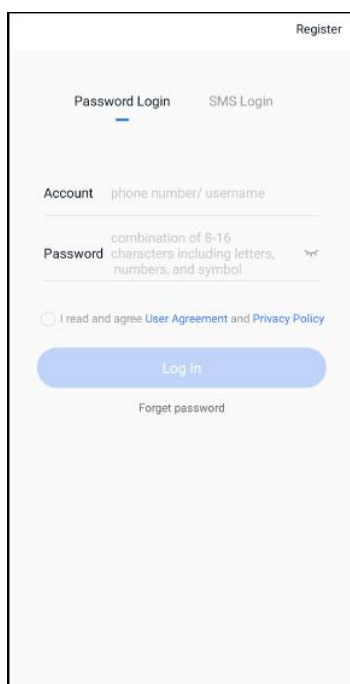 Register
Password Login SMS Login
Account phone number/ username
Password combination of 8-16
characters including letters,
numbers, and symbol
I read and agree User Agreement and Privacy Policy
Log In
Forget password